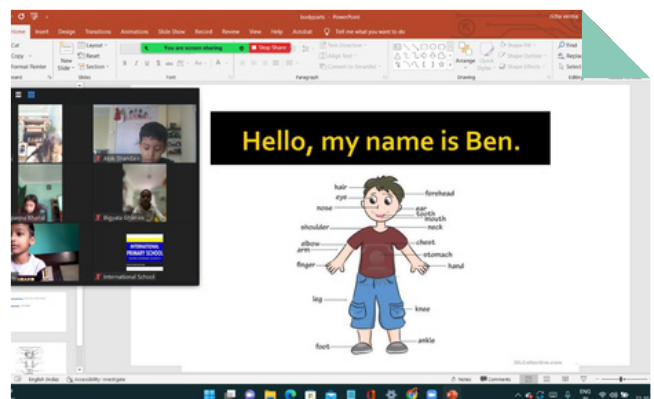 bodyparts - PowerPoint
richa verma
Home Insert Design Transitions Animations Slide Show Record Review View Help Acrobat Tell me what you want to do
Cut
Copy
Format Painter
New
Slide
Layout
Reset
Section
Slides
Font
You are screen sharing
Stop Share
Text Direction
Align Text
Convert to SmartArt
Paragraph
Arrange
Quick
Styles
Shape Fill
Shape Outline
Shape Effects
Drawing
Find
Replace
Select
Editing
International School
INTERNATIONAL
PRIMARY SCHOOL
Hello, my name is Ben.
hair
eye
nose
shoulder
elbow
arm
finger
leg
foot
forehead
ear
tooth
mouth
neck
chest
stomach
hand
knee
ankle
English (India)
Accessibility: Investigate
Notes
Comments
ENG